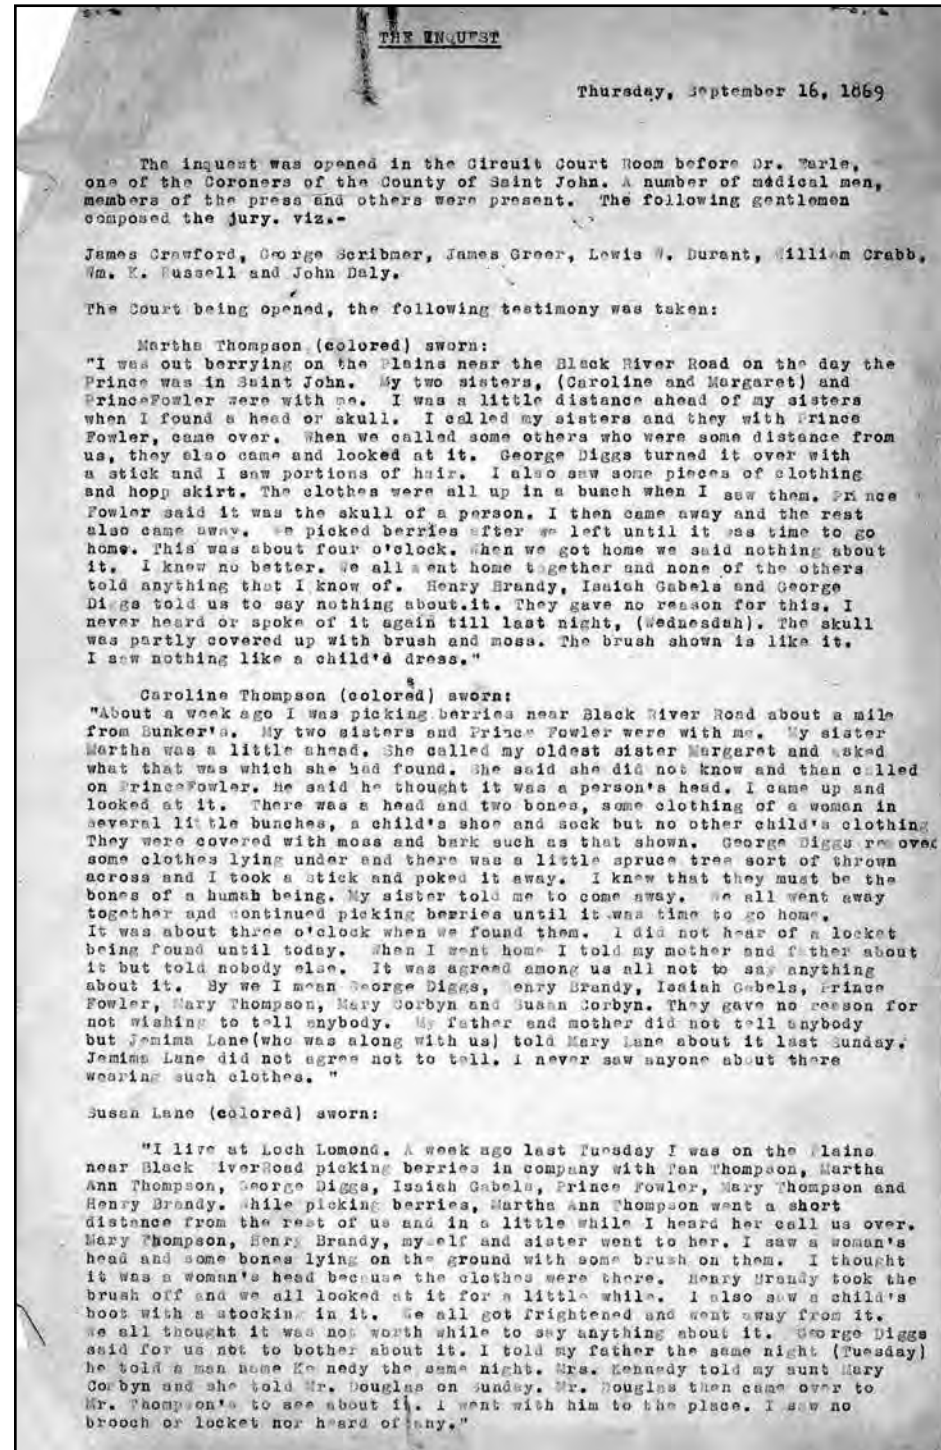 THE INQUEST
Thursday, September 16, 1869
The inquest was opened in the Circuit Court Room before Dr. Earle,
one of the Coroners of the County of Saint John. A number of medical men,
members of the press and others were present. The following gentlemen
composed the jury. viz.-
James Crawford, George Scribner, James Greer, Lewis W. Durant, William Crabb,
Wm. K. Russell and John Daly.
The Court being opened, the following testimony was taken:
Martha Thompson (colored) sworn:
"I was out berrying on the Plains near the Black River Road on the day the
Prince was in Saint John. My two sisters, (Caroline and Margaret) and
PrinceFowler were with me. I was a little distance ahead of my sisters
when I found a head or skull. I called my sisters and they with Prince
Fowler, came over. When we called some others who were some distance from
us, they also came and looked at it. George Diggs turned it over with
a stick and I saw portions of hair. I also saw some pieces of clothing
and hopp skirt. The clothes were all up in a bunch when I saw them. Prince
Fowler said it was the skull of a person. I then came away and the rest
also came away. We picked berries after we left until it was time to go
home. This was about four o'clock. When we got home we said nothing about
it. I knew no better. We all went home together and none of the others
told anything that I know of. Henry Brandy, Isaiah Gabels and George
Diggs told us to say nothing about.it. They gave no reason for this. I
never heard or spoke of it again till last night, (Wednesdah). The skull
was partly covered up with brush and moss. The brush shown is like it.
I saw nothing like a child'd dress."
Caroline Thompson (colored) sworn:
"About a week ago I was picking berries near Black River Road about a mile
from Bunker's. My two sisters and Prince Fowler were with me. My sister
Martha was a little ahead. She called my oldest sister Margaret and asked
what that was which she had found. She said she did not know and then called
on PrinceFowler. He said he thought it was a person's head. I came up and
looked at it. There was a head and two bones, some clothing of a woman in
several little bunches, a child's shoe and sock but no other child's clothing
They were covered with moss and bark such as that shown. George Diggs removed
some clothes lying under and there was a little spruce tree sort of thrown
across and I took a stick and poked it away. I knew that they must be the
bones of a humah being. My sister told me to come away. We all went away
together and continued picking berries until it was time to go home.
It was about three o'clock when we found them. I did not hear of a locket
being found until today. When I went home I told my mother and father about
it but told nobody else. It was agreed among us all not to say anything
about it. By we I mean George Diggs, Henry Brandy, Isaiah Gabels, Prince
Fowler, Mary Thompson, Mary Corbyn and Susan Corbyn. They gave no reason for
not wishing to tell anybody. My father and mother did not tell anybody
but Jemima Lane(who was along with us) told Mary Lane about it last Sunday.
Jemima Lane did not agree not to tell. I never saw anyone about there
wearing such clothes. "
Susan Lane (colored) sworn:
"I live at Loch Lomond. A week ago last Tuesday I was on the Plains
near Black RiverRoad picking berries in company with Tan Thompson, Martha
Ann Thompson, George Diggs, Isaiah Gabels, Prince Fowler, Mary Thompson and
Henry Brandy. While picking berries, Martha Ann Thompson went a short
distance from the rest of us and in a little while I heard her call us over.
Mary Thompson, Henry Brandy, myself and sister went to her. I saw a woman's
head and some bones lying on the ground with some brush on them. I thought
it was a woman's head because the clothes were there. Henry Brandy took the
brush off and we all looked at it for a little while. I also saw a child's
boot with a stocking in it. We all got frightened and went away from it.
We all thought it was not worth while to say anything about it. George Diggs
said for us not to bother about it. I told my father the same night (Tuesday)
he told a man name Kennedy the same night. Mrs. Kennedy told my aunt Mary
Corbyn and she told Mr. Douglas on Sunday. Mr. Douglas then came over to
Mr. Thompson's to see about it. I went with him to the place. I saw no
brooch or locket nor heard of any."